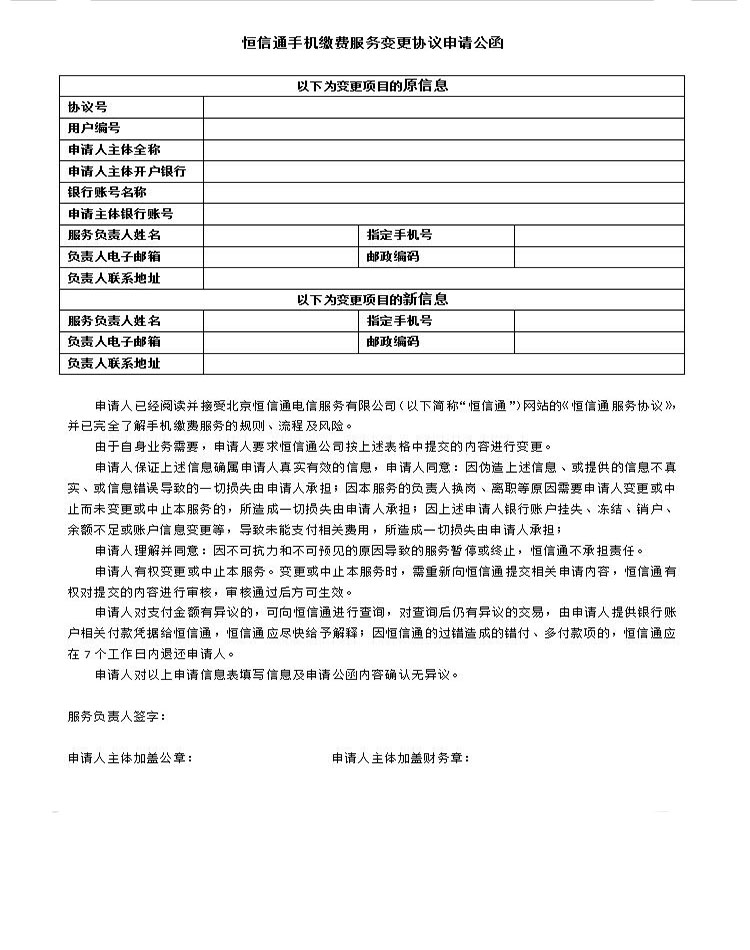 恒信通手机缴费服务变更协议申请公函
以下为变更项目的原信息
协议号
用户编号
申请人主体全称
申请人主体开户银行
银行账号名称
申请主体银行账号
服务负责人姓名 指定手机号
负责人电子邮箱 邮政编码
负责人联系地址
以下为变更项目的新信息
服务负责人姓名 指定手机号
负责人电子邮箱 邮政编码
负责人联系地址
申请人已经阅读并接受北京恒信通电信服务有限公司(以下简称“恒信通”)网站的《恒信通服务协议》,
并已完全了解手机缴费服务的规则、流程及风险。
由于自身业务需要,申请人要求恒信通公司按上述表格中提交的内容进行变更。
申请人保证上述信息确属申请人真实有效的信息,申请人同意:因伪造上述信息、或提供的信息不真
实、或信息错误导致的一切损失由申请人承担;因本服务的负责人换岗、离职等原因需要申请人变更或中
止而未变更或中止本服务的,所造成一切损失由申请人承担;因上述申请人银行账户挂失、冻结、销户、
余额不足或账户信息变更等,导致未能支付相关费用,所造成一切损失由申请人承担;
申请人理解并同意:因不可抗力和不可预见的原因导致的服务暂停或终止,恒信通不承担责任。
申请人有权变更或中止本服务。变更或中止本服务时,需重新向恒信通提交相关申请内容,恒信通有
权对提交的内容进行审核,审核通过后方可生效。
申请人对支付金额有异议的,可向恒信通进行查询,对查询后仍有异议的交易,由申请人提供银行账
户相关付款凭据给恒信通,恒信通应尽快给予解释;因恒信通的过错造成的错付、多付款项的,恒信通应
在 7 个工作日内退还申请人。
申请人对以上申请信息表填写信息及申请公函内容确认无异议。
服务负责人签字:
申请人主体加盖公章: 申请人主体加盖财务章: